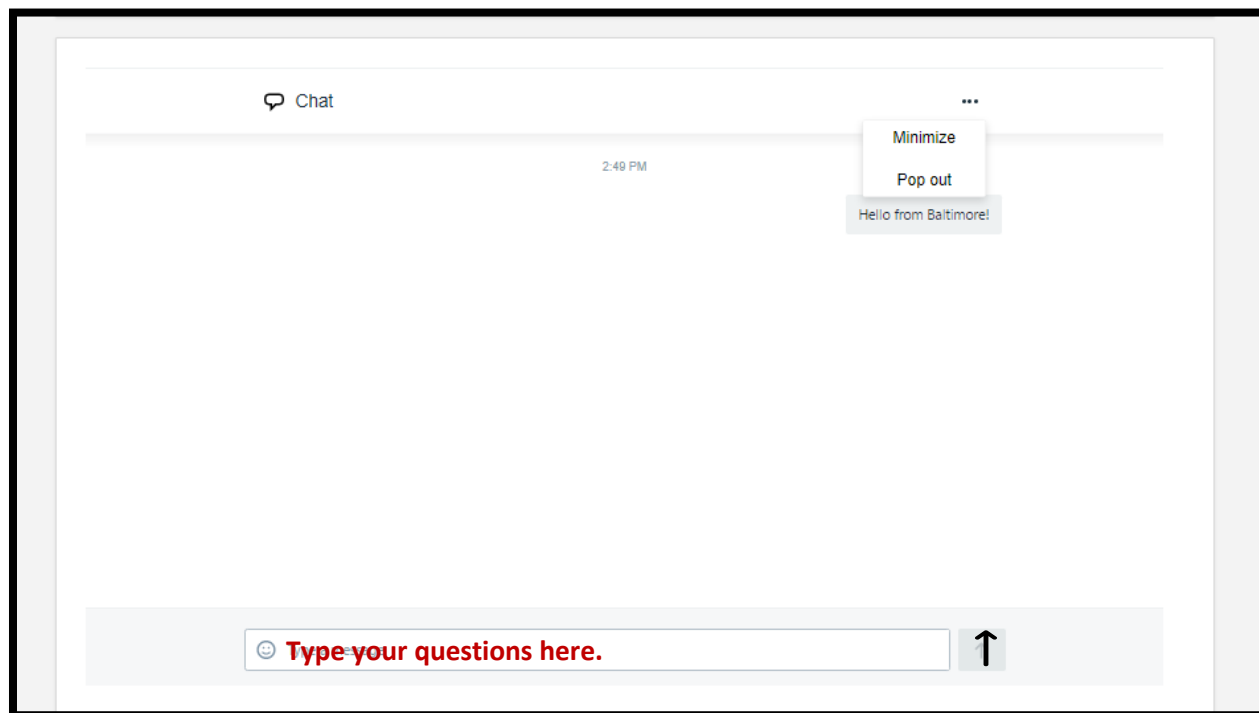 Chat
Minimize
2:49 PM
Pop out
Hello from Baltimore!
Type your questions here.